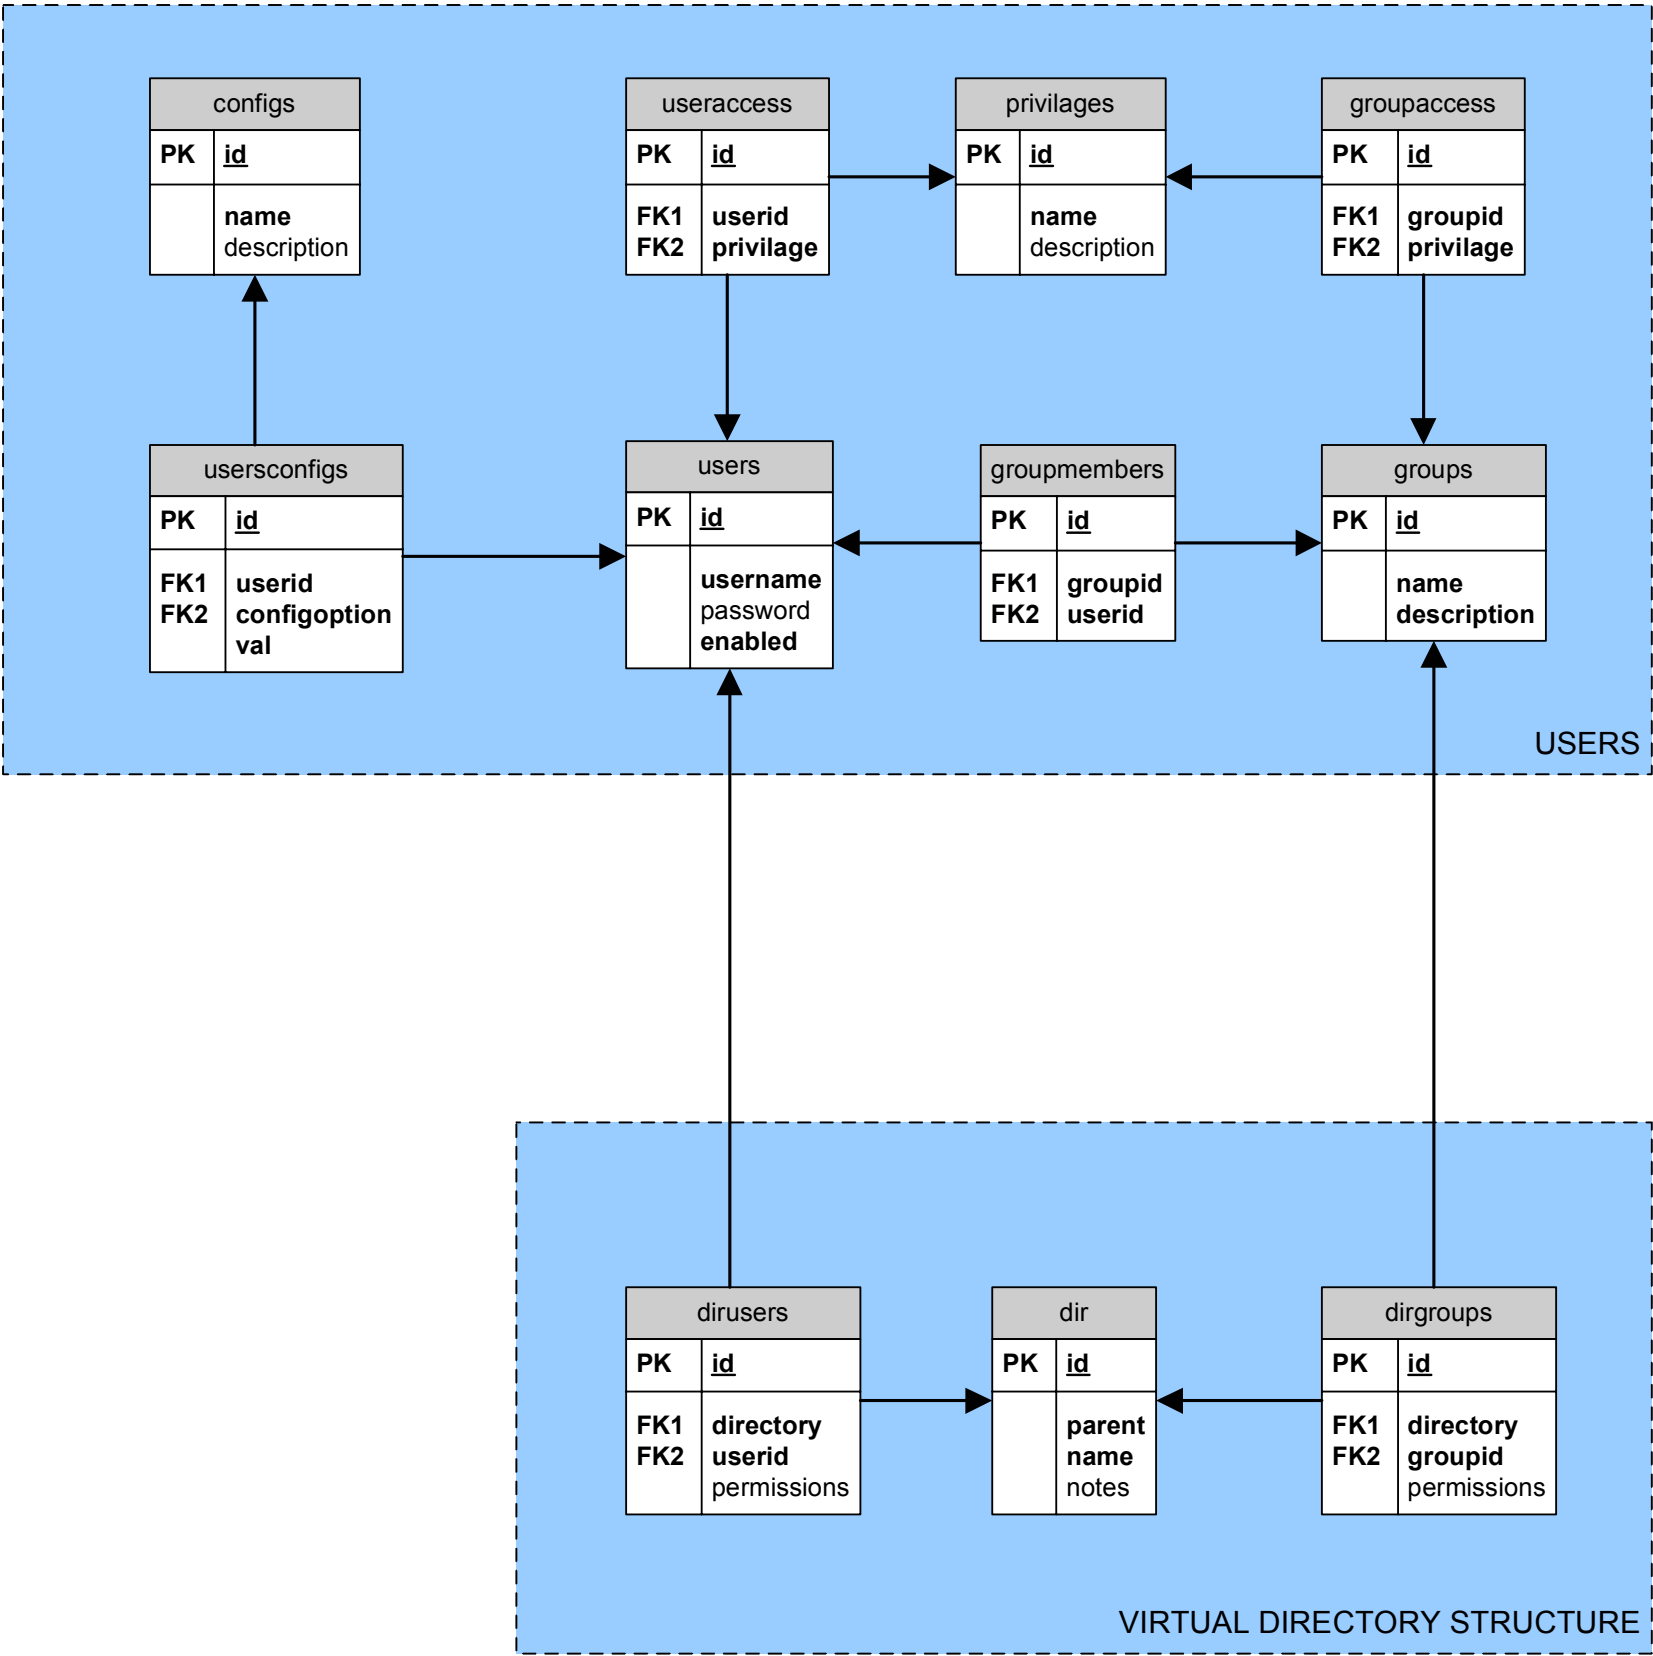 configs
PK id
name
description
useraccess
PK id
FK1 userid
FK2 privilage
privilages
PK id
name
description
groupaccess
PK id
FK1 groupid
FK2 privilage
usersconfigs
PK id
FK1 userid
FK2 configoption
val
users
PK id
username
password
enabled
groupmembers
PK id
FK1 groupid
FK2 userid
groups
PK id
name
description
USERS
dirusers
PK id
FK1 directory
FK2 userid
permissions
dir
PK id
parent
name
notes
dirgroups
PK id
FK1 directory
FK2 groupid
permissions
VIRTUAL DIRECTORY STRUCTURE